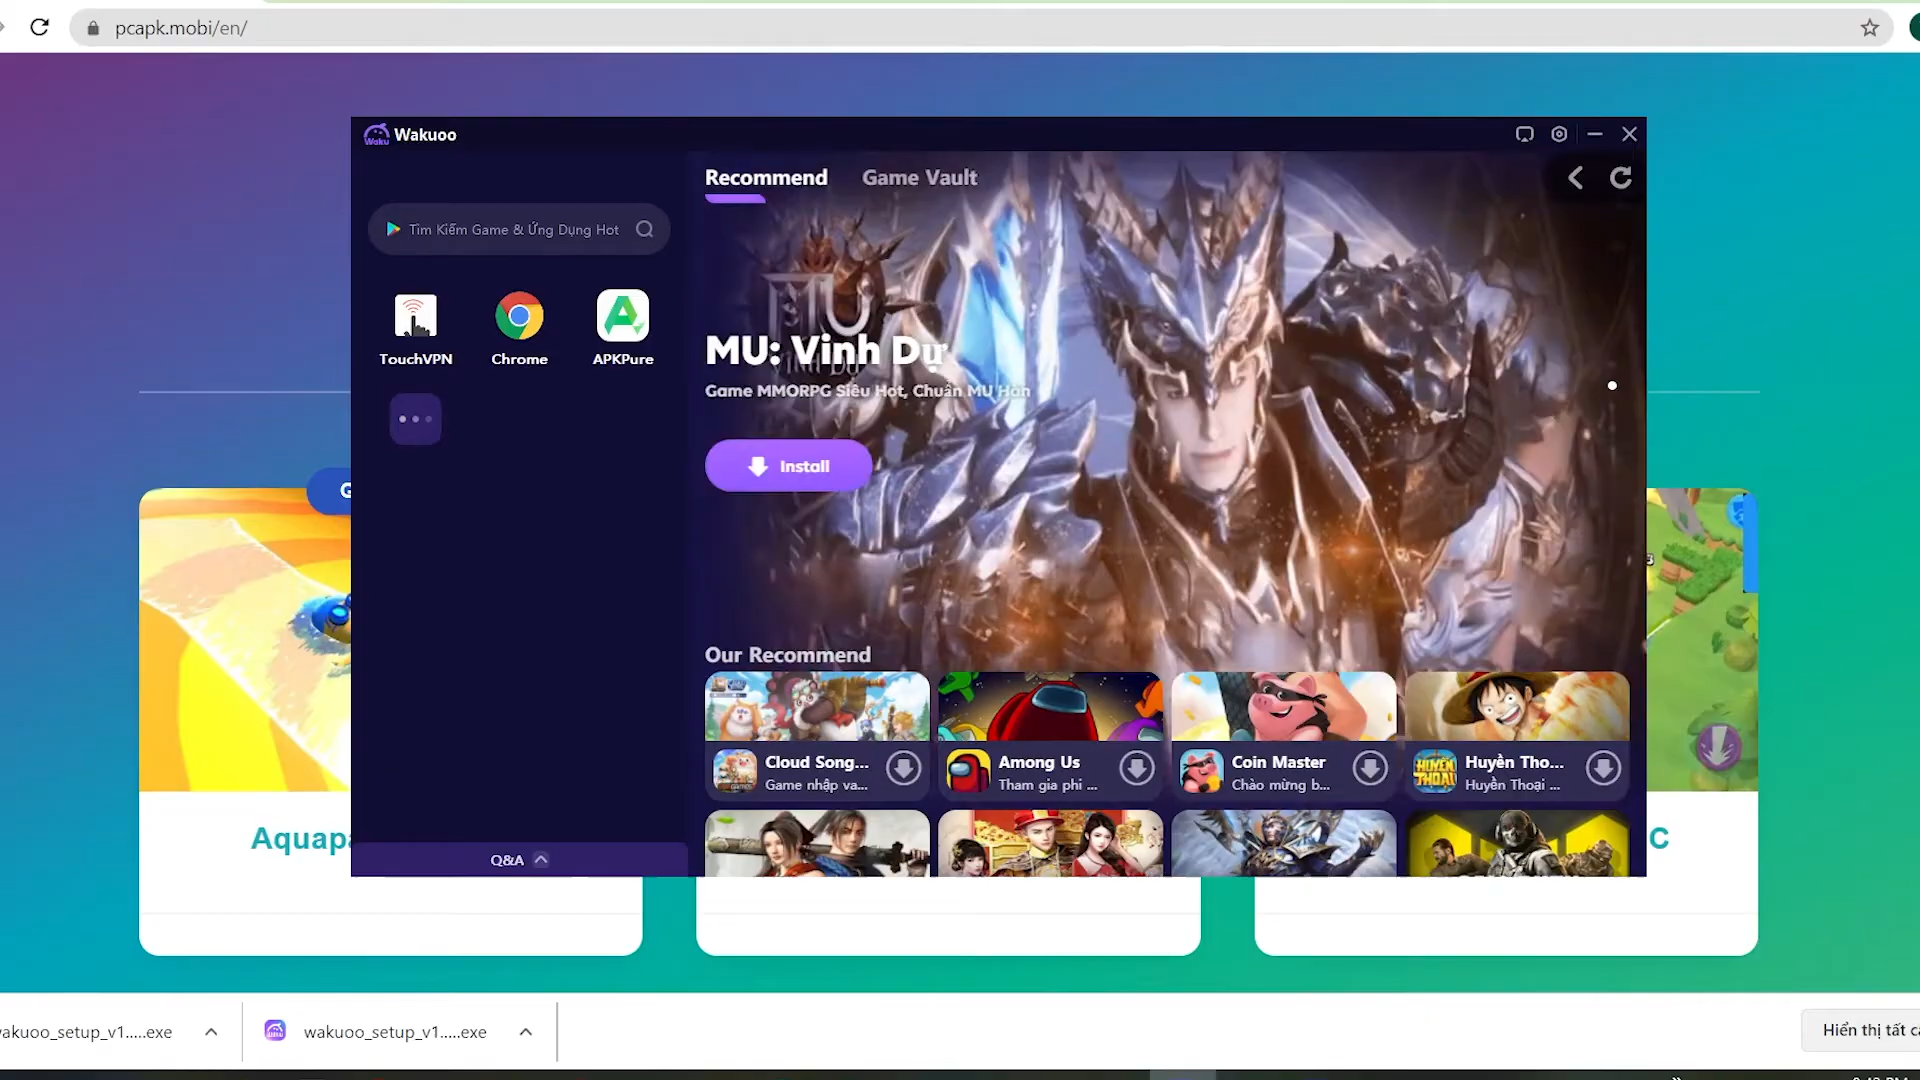 pcapk.mobi/en/
Wakuoo
Recommend
Game Vault
Tìm Kiếm Game & Ứng Dụng Hot
TouchVPN
Chrome
APKPure
MU: Vinh Dự
Game MMORPG Siêu Hot, Chuẩn MU Hàn
Install
Our Recommend
Cloud Song...
Game nhập va...
Among Us
Tham gia phi ...
Coin Master
Chào mừng b...
Huyền Tho...
Huyền Thoại ...
Q&A
Aquapa
C
akuoo_setup_v1.....exe
wakuoo_setup_v1.....exe
Hiển thị tất c